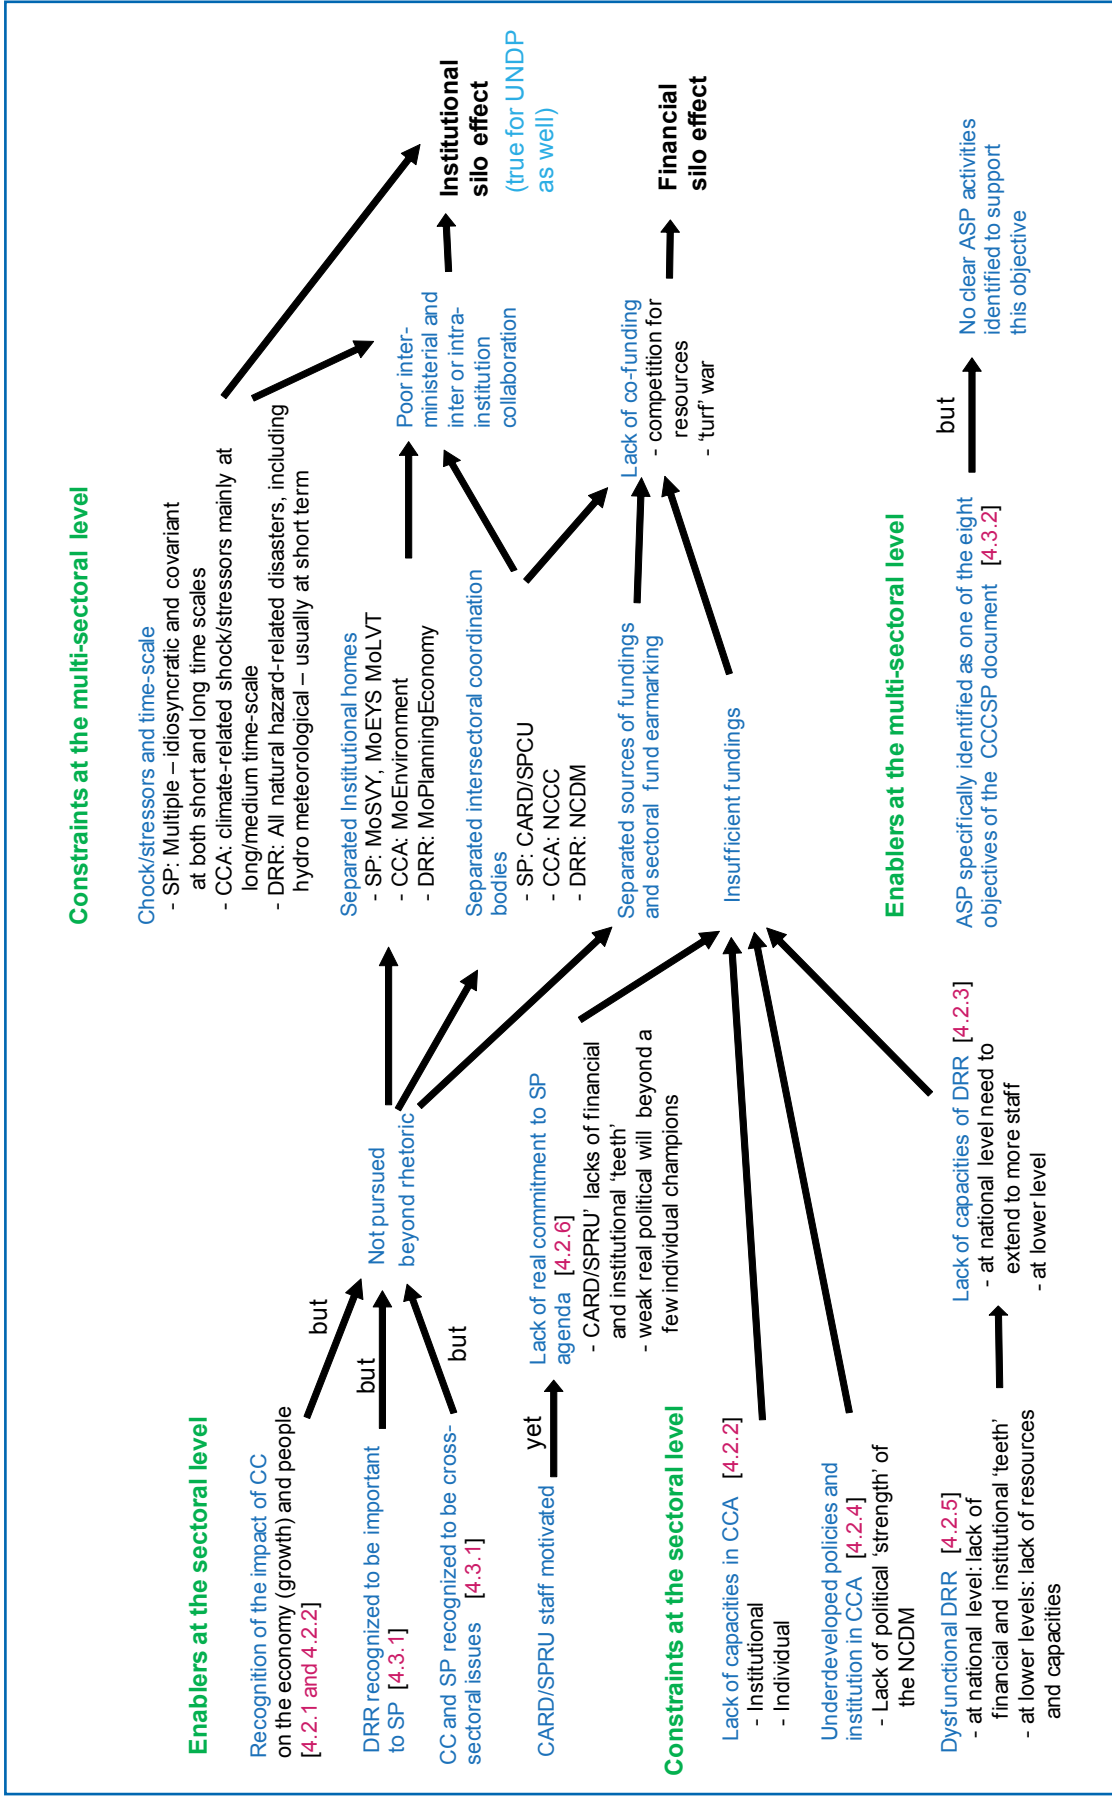 Enablers at the sectoral level
Recognition of the impact of CC
on the economy (growth) and people
[4.2.1 and 4.2.2]
but
DRR recognized to be important
to SP [4.3.1]
but
CC and SP recognized to be cross-
sectoral issues [4.3.1]
but
Not pursued
beyond rhetoric
CARD/SPRU staff motivated
yet
Lack of real commitment to SP
agenda [4.2.6]
- CARD/SPRU’ lacks of financial
and institutional ‘teeth’
- weak real political will beyond a
few individual champions
Constraints at the sectoral level
Lack of capacities in CCA [4.2.2]
- Institutional
- Individual
Underdeveloped policies and
institution in CCA [4.2.4]
- Lack of political ‘strength’ of
the NCDM
Dysfunctional DRR [4.2.5]
- at national level: lack of
financial and institutional ‘teeth’
- at lower levels: lack of resources
and capacities
Lack of capacities of DRR [4.2.3]
- at national level need to
extend to more staff
- at lower level
Constraints at the multi-sectoral level
Chock/stressors and time-scale
- SP: Multiple – idiosyncratic and covariant
at both short and long time scales
- CCA: climate-related shock/stressors mainly at
long/medium time-scale
- DRR: All natural hazard-related disasters, including
hydro meteorological – usually at short term
Separated Institutional homes
- SP: MoSVY, MoEYS MoLVT
- CCA: MoEnvironment
- DRR: MoPlanningEconomy
Separated intersectoral coordination
bodies
- SP: CARD/SPCU
- CCA: NCCC
- DRR: NCDM
Separated sources of fundings
and sectoral fund earmarking
Insufficient fundings
Poor inter-
ministerial and
inter or intra-
institution
collaboration
Lack of co-funding
- competition for
resources
- ‘turf’ war
Institutional
silo effect
(true for UNDP
as well)
Financial
silo effect
Enablers at the multi-sectoral level
ASP specifically identified as one of the eight
objectives of the CCCSP document [4.3.2]
but
No clear ASP activities
identified to support
this objective